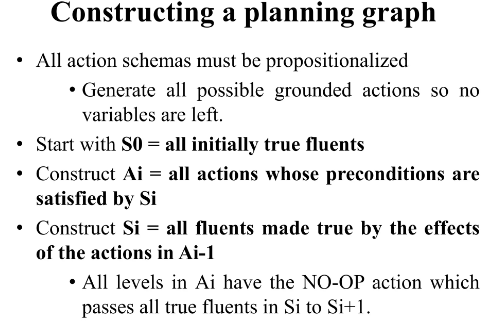 Constructing a planning graph
• All action schemas must be propositionalized
• Generate all possible grounded actions so no
variables are left.
• Start with S0 = all initially true fluents
• Construct Ai = all actions whose preconditions are
satisfied by Si
• Construct Si = all fluents made true by the effects
of the actions in Ai-1
• All levels in Ai have the NO-OP action which
passes all true fluents in Si to Si+1.